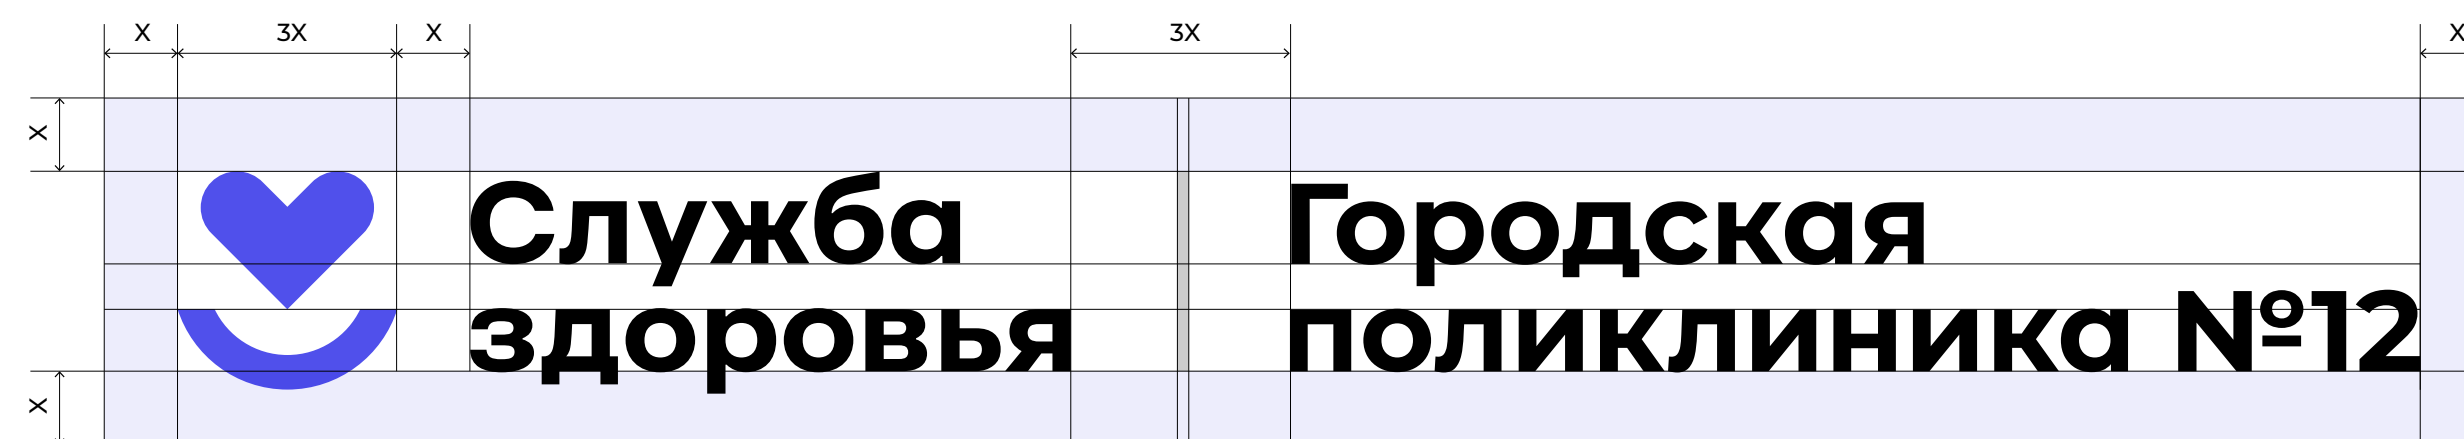 X 3X X 3X X
X
Служба
здоровья
Городская
поликлиника №12
X